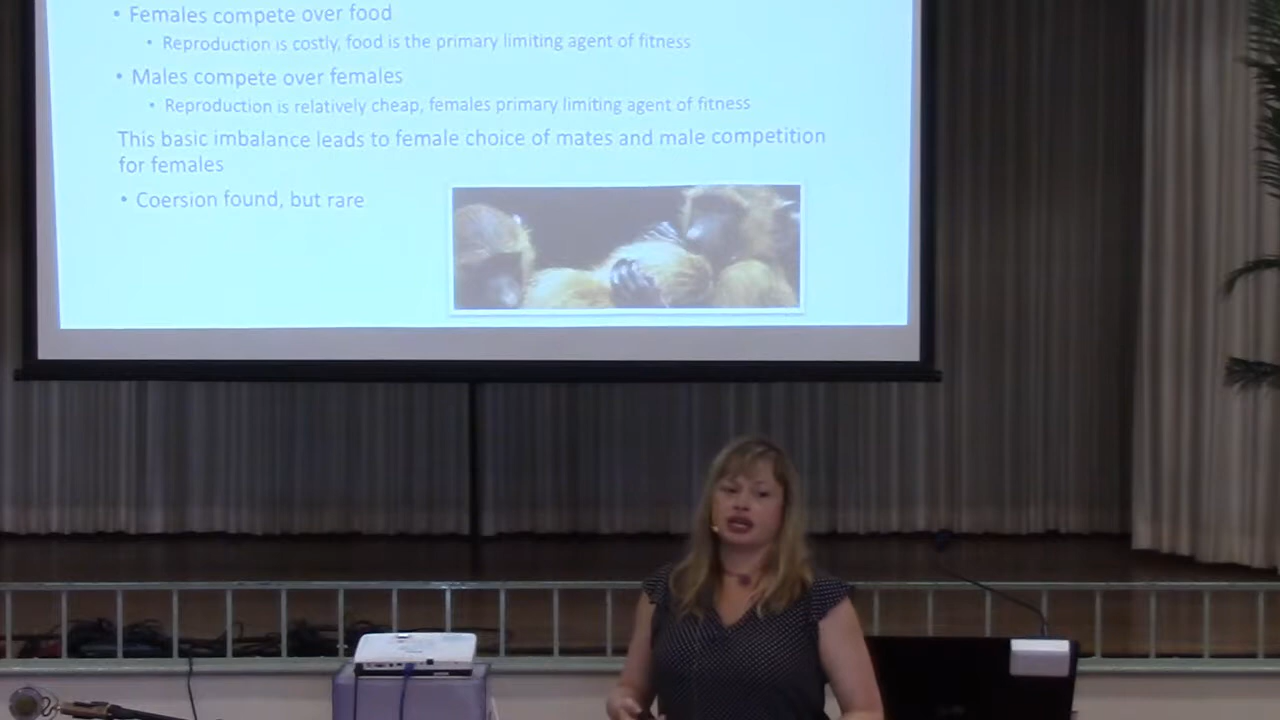 • Females compete over food
• Reproduction is costly, food is the primary limiting agent of fitness
• Males compete over females
• Reproduction is relatively cheap, females primary limiting agent of fitness
This basic imbalance leads to female choice of mates and male competition
for females
• Coersion found, but rare